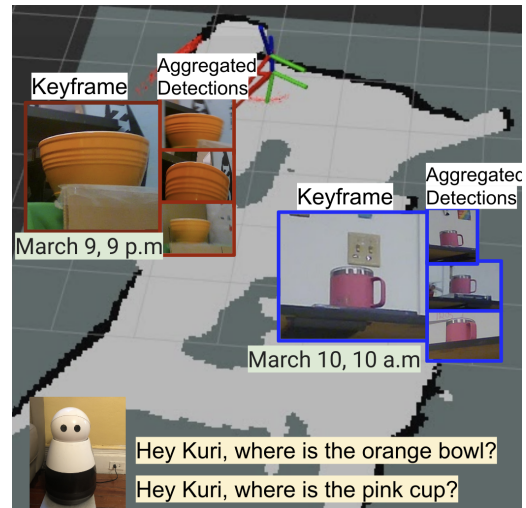 Keyframe
Aggregated
Detections
March 9, 9 p.m
Keyframe
Aggregated
Detections
March 10, 10 a.m
Hey Kuri, where is the orange bowl?
Hey Kuri, where is the pink cup?